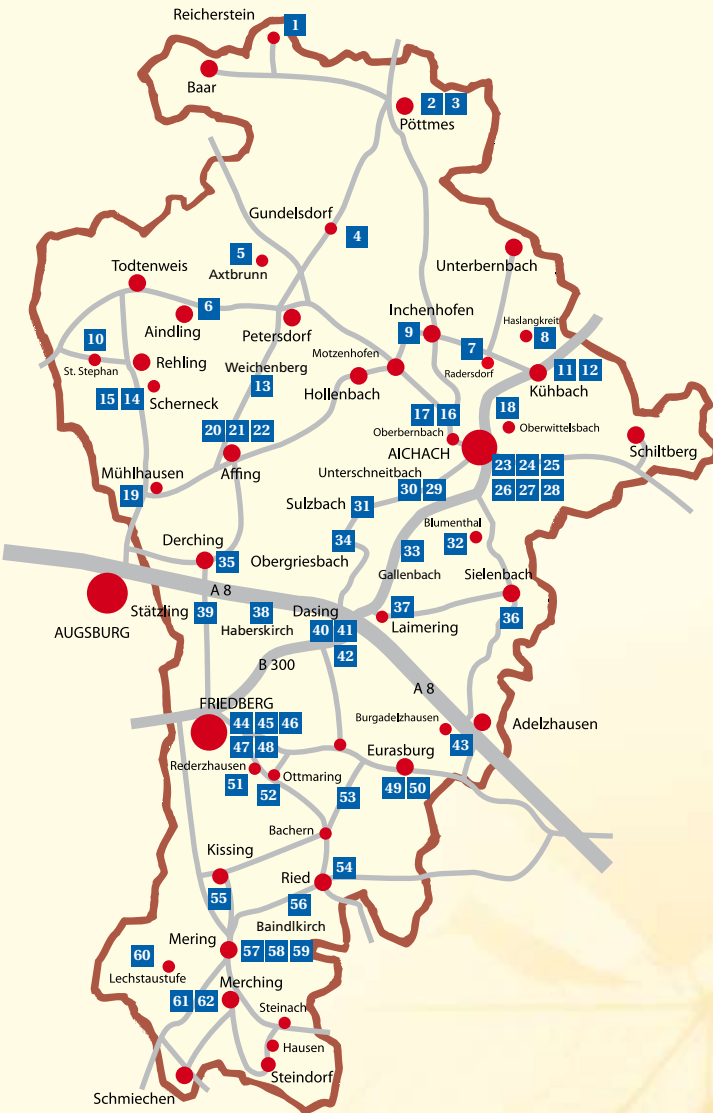 Reicherstein
1
Baar
2 3
Pöttmes
Gundelsdorf
4
5
Axtbrunn
Unterbernbach
Todtenweis
6
Aindling
Petersdorf
Inchenhofen
9
Haslangkreit
8
10
St. Stephan
Rehling
Weichenberg
13
Motzenhofen
7
Radersdorf
Hollenbach
11 12
Kühbach
15 14
Scherneck
17 16
18
20 21 22
Oberbernbach
Oberwittelsbach
AICHACH
Schiltberg
Affing
Mühlhausen
19
Unterschneitbach
30 29
23 24 25
26 27 28
Sulzbach
31
34
Blumenthal
32
Derching
35
Obergriesbach
33
Gallenbach
Sielenbach
36
A 8
Stätzling
39
38
Haberskirch
Dasing
37
Laimering
40 41
42
AUGSBURG
B 300
A 8
FRIEDBERG
44 45 46
47 48
Burgadelzhausen
43
Adelzhausen
Rederzhausen
51
Ottmaring
52
Eurasburg
49 50
53
Bachern
Kissing
55
Ried
54
56
Baindlkirch
Mering
57 58 59
60
Lechstaustufe
Merching
61 62
Steinach
Hausen
Steindorf
Schmiechen